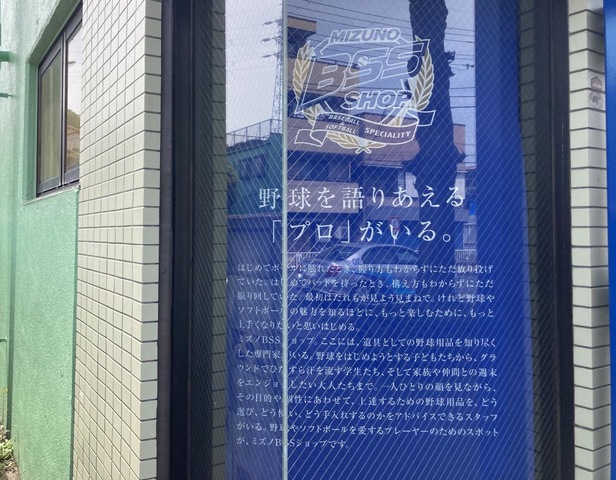 MIZUNO
BSS
SHOP
BASEBALL
SOFTBALL SPECIALITY
野球を語りあえる
「プロ」がいる。
はじめてボールに触れたとき、握り方もわからずにただ放り投げ
ていた。はじめてバットを持ったとき、構え方もわからずにただ
振り回していた。最初はだれもが見よう見まねで。けれど野球や
ソフトボールの魅力を知るほどに、もっと楽しむために、もっと
上手くなりたいと思いはじめる。
ミズノBSSショップ。ここには、道具としての野球用品を知り尽く
した専門家がいる。野球をはじめようとする子どもたちから、グラ
ウンドでひたすら汗を流す学生たち、そして家族や仲間との週末
をエンジョイしたい大人たちまで。一人ひとりの顔を見ながら、
その目的や個性にあわせて、上達するための野球用品を、どう
選び、どう使い、どう手入れするのかをアドバイスできるスタッフ
がいる。野球やソフトボールを愛するプレーヤーのためのスポット
が、ミズノBSSショップです。